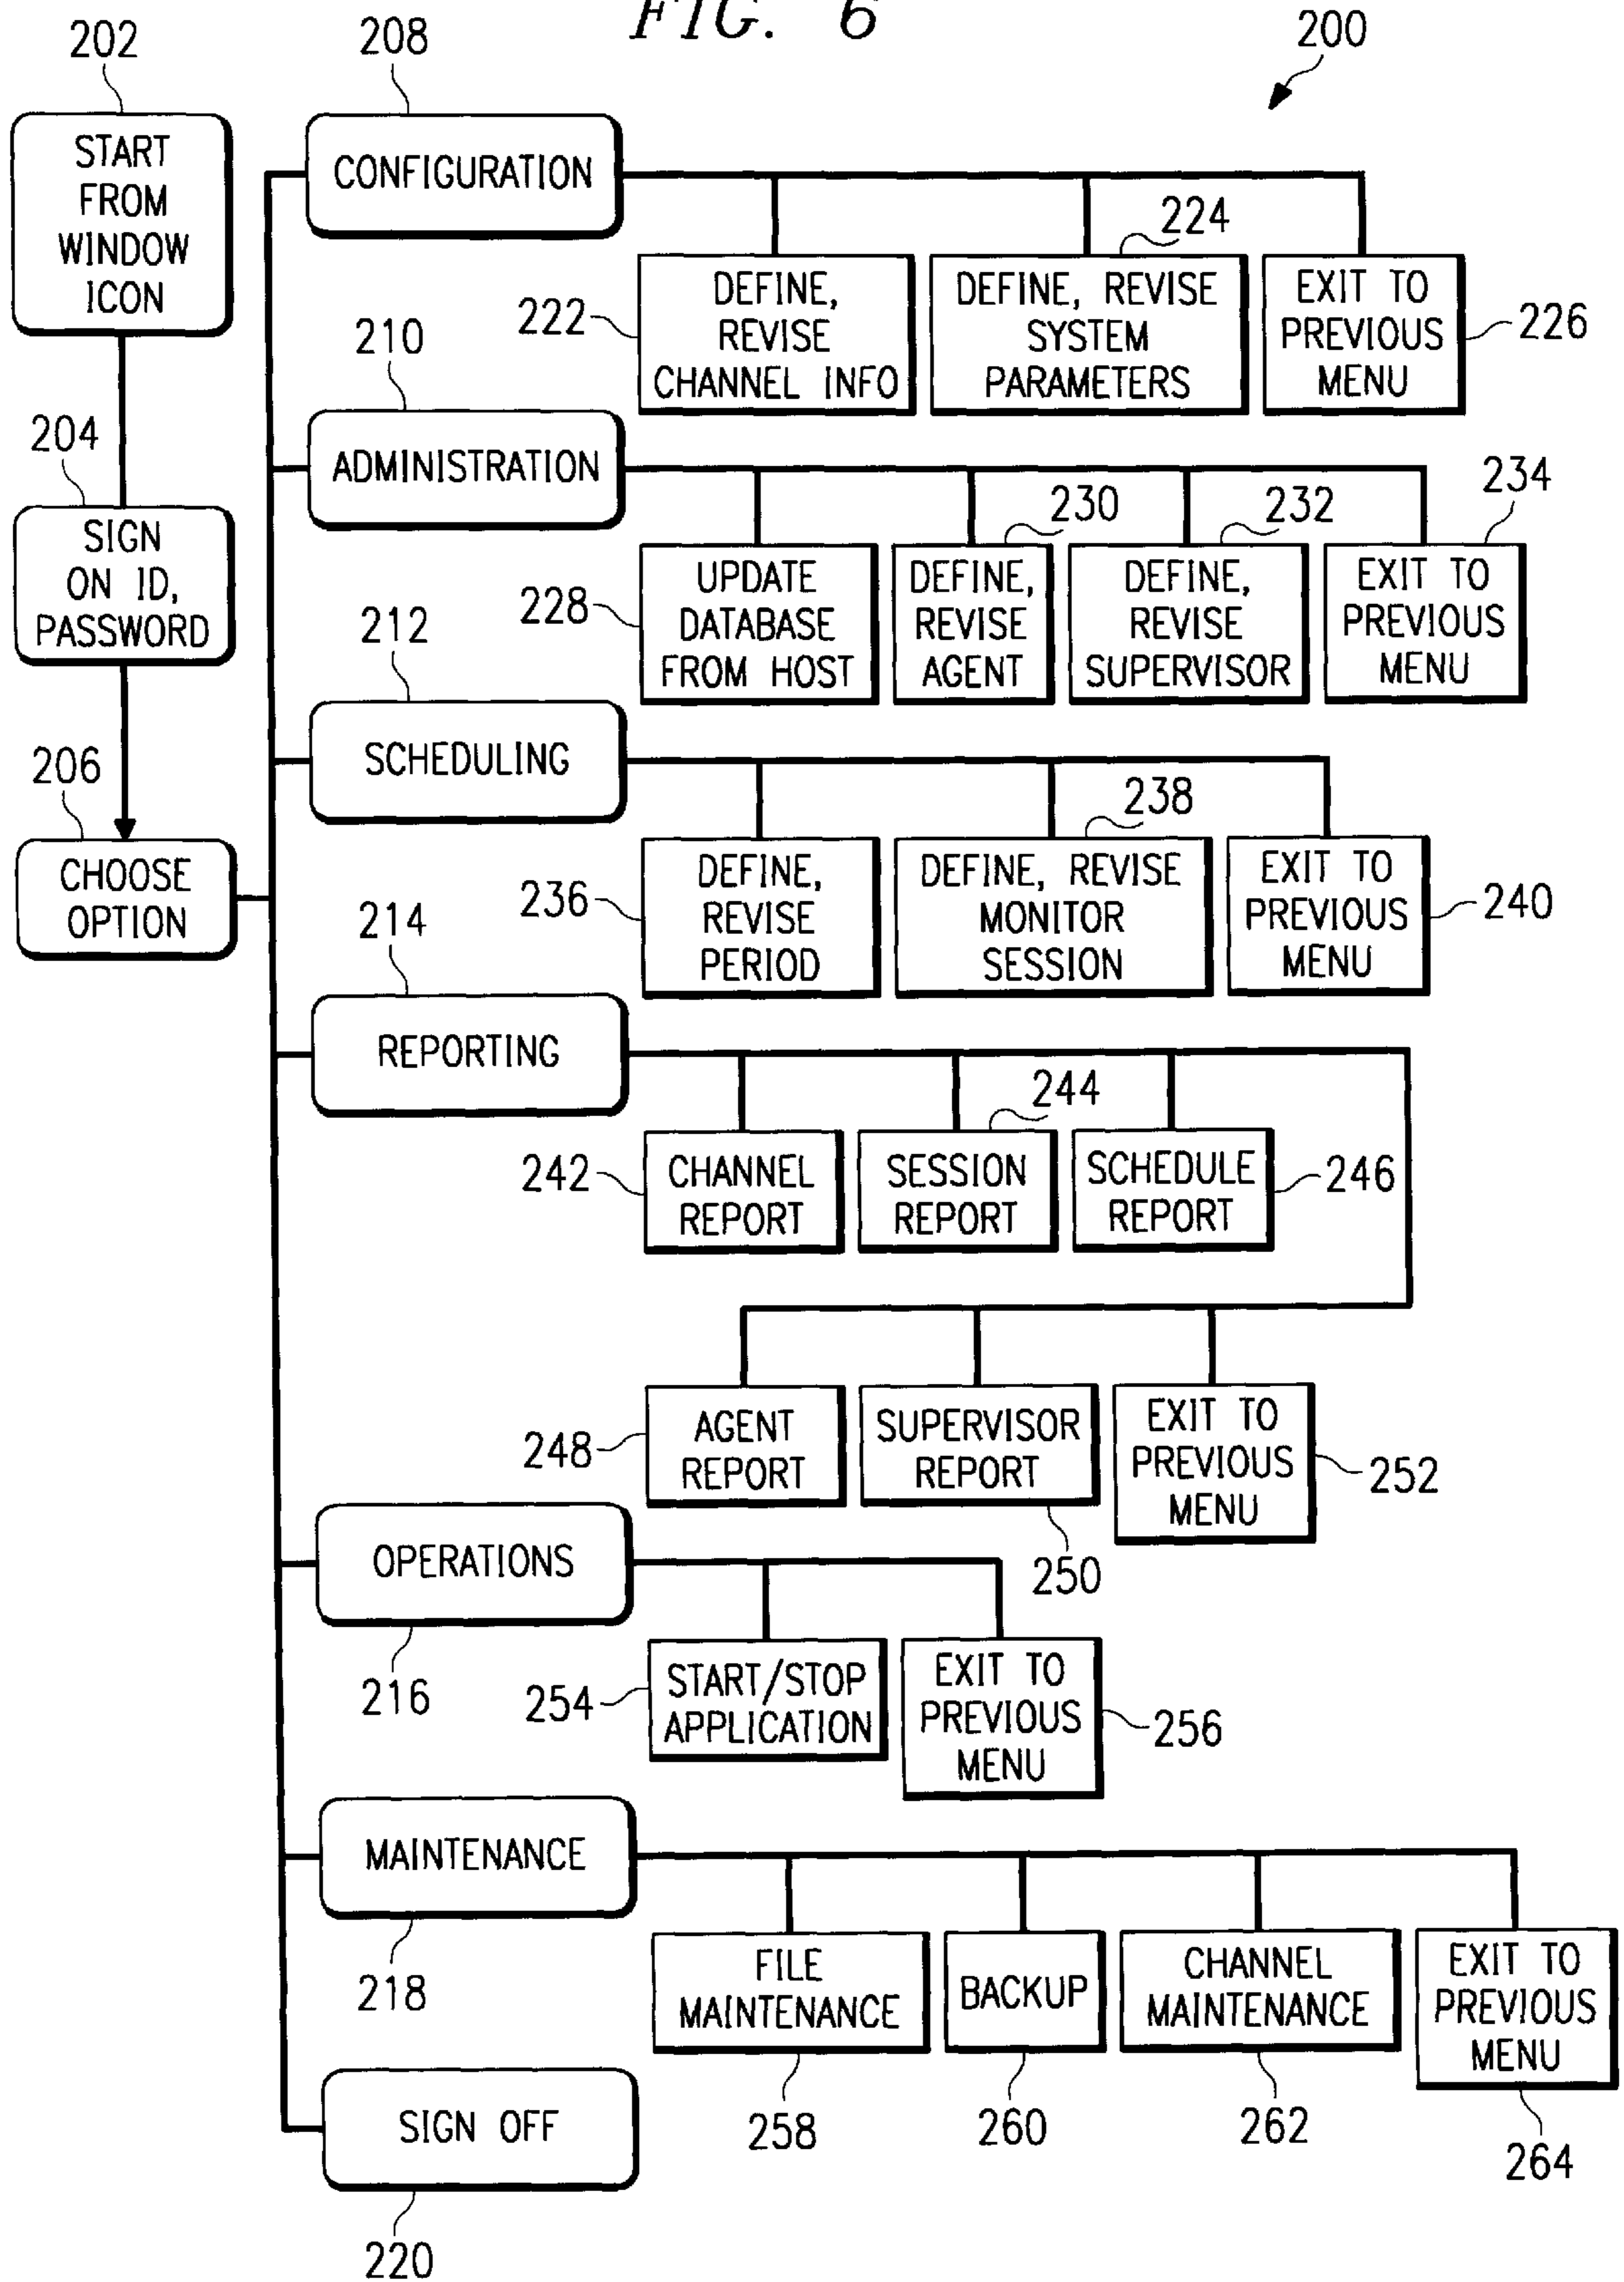 FIG. 6
200
202
START
FROM
WINDOW
ICON
204
SIGN
ON ID,
PASSWORD
206
CHOOSE
OPTION
208
CONFIGURATION
222
DEFINE,
REVISE
CHANNEL INFO
224
DEFINE, REVISE
SYSTEM
PARAMETERS
EXIT TO
PREVIOUS
MENU
226
210
ADMINISTRATION
228
UPDATE
DATABASE
FROM HOST
230
DEFINE,
REVISE
AGENT
232
DEFINE,
REVISE
SUPERVISOR
234
EXIT TO
PREVIOUS
MENU
212
SCHEDULING
236
DEFINE,
REVISE
PERIOD
238
DEFINE, REVISE
MONITOR
SESSION
EXIT TO
PREVIOUS
MENU
240
214
REPORTING
242
CHANNEL
REPORT
244
SESSION
REPORT
SCHEDULE
REPORT
246
248
AGENT
REPORT
SUPERVISOR
REPORT
250
EXIT TO
PREVIOUS
MENU
252
OPERATIONS
216
254
START/STOP
APPLICATION
EXIT TO
PREVIOUS
MENU
256
MAINTENANCE
218
FILE
MAINTENANCE
258
BACKUP
260
CHANNEL
MAINTENANCE
262
EXIT TO
PREVIOUS
MENU
264
SIGN OFF
220